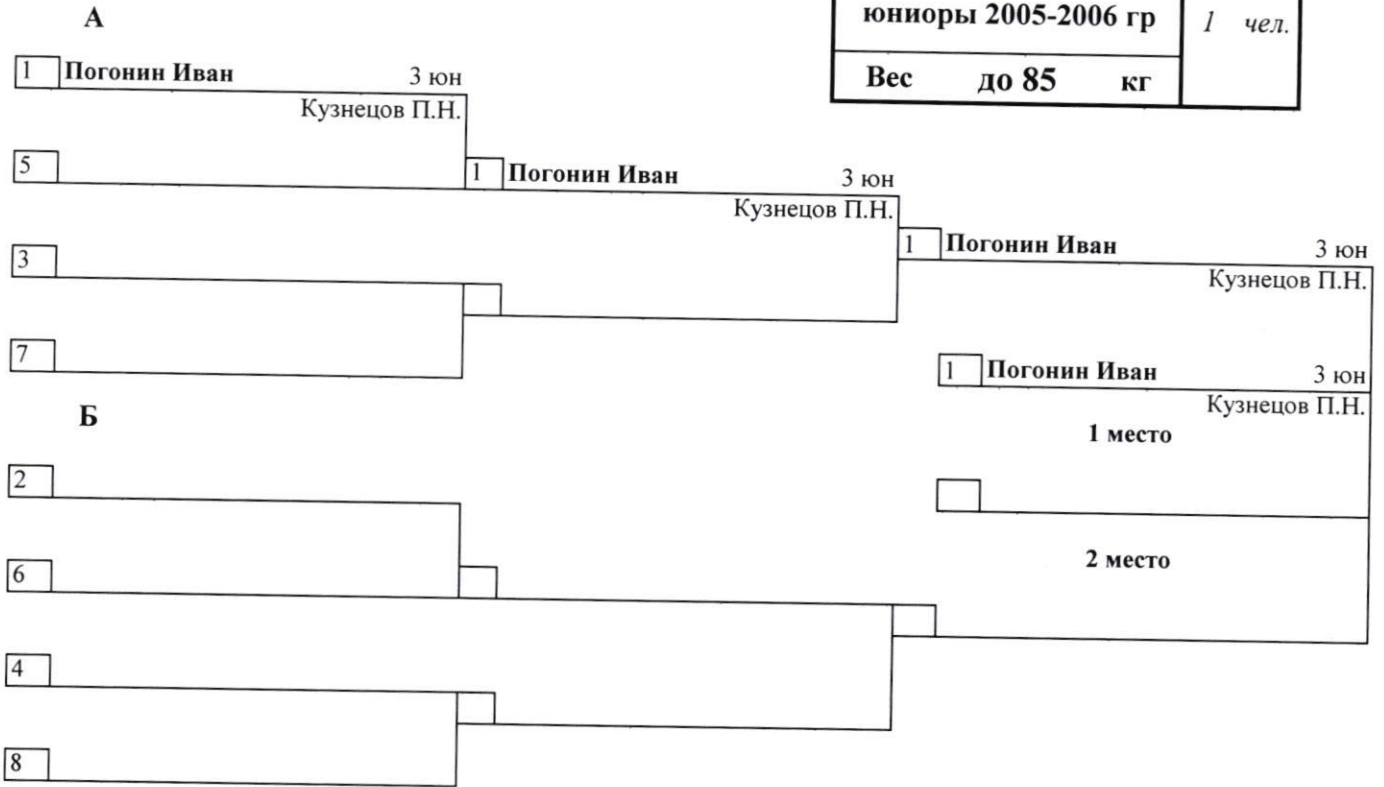 А
юниоры 2005-2006 гр
1 чел.
Вес до 85 кг
1 Погонин Иван 3 юн
Кузнецов П.Н.
5
1 Погонин Иван 3 юн
Кузнецов П.Н.
3
1 Погонин Иван 3 юн
Кузнецов П.Н.
7
1 Погонин Иван 3 юн
Кузнецов П.Н.
1 место
Б
2
2 место
6
4
8